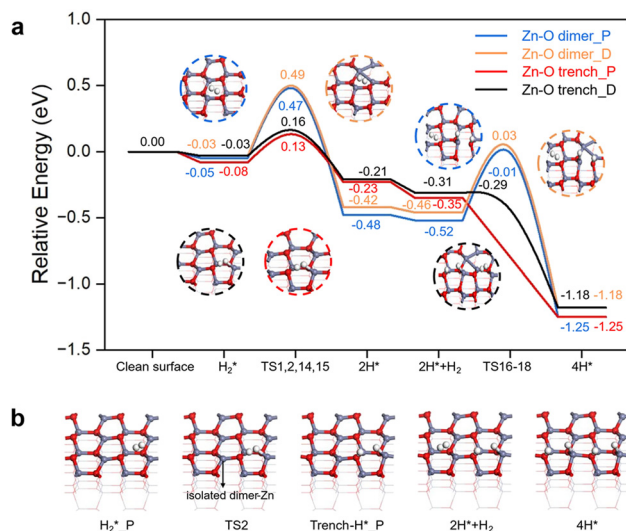 a
Relative Energy (eV)
1.0
0.5
0.0
−0.5
−1.0
−1.5
Zn-O dimer_P
Zn-O dimer_D
Zn-O trench_P
Zn-O trench_D
0.00
-0.03
-0.03
-0.05
-0.08
0.49
0.47
0.16
0.13
-0.21
-0.23
-0.42
-0.48
-0.31
-0.46
-0.35
-0.52
0.03
-0.01
-0.29
-1.18
-1.18
-1.25
-1.25
Clean surface
H2*
TS1,2,14,15
2H*
2H*+H2
TS16-18
4H*
b
isolated dimer-Zn
H2*_P
TS2
Trench-H*_P
2H*+H2
4H*